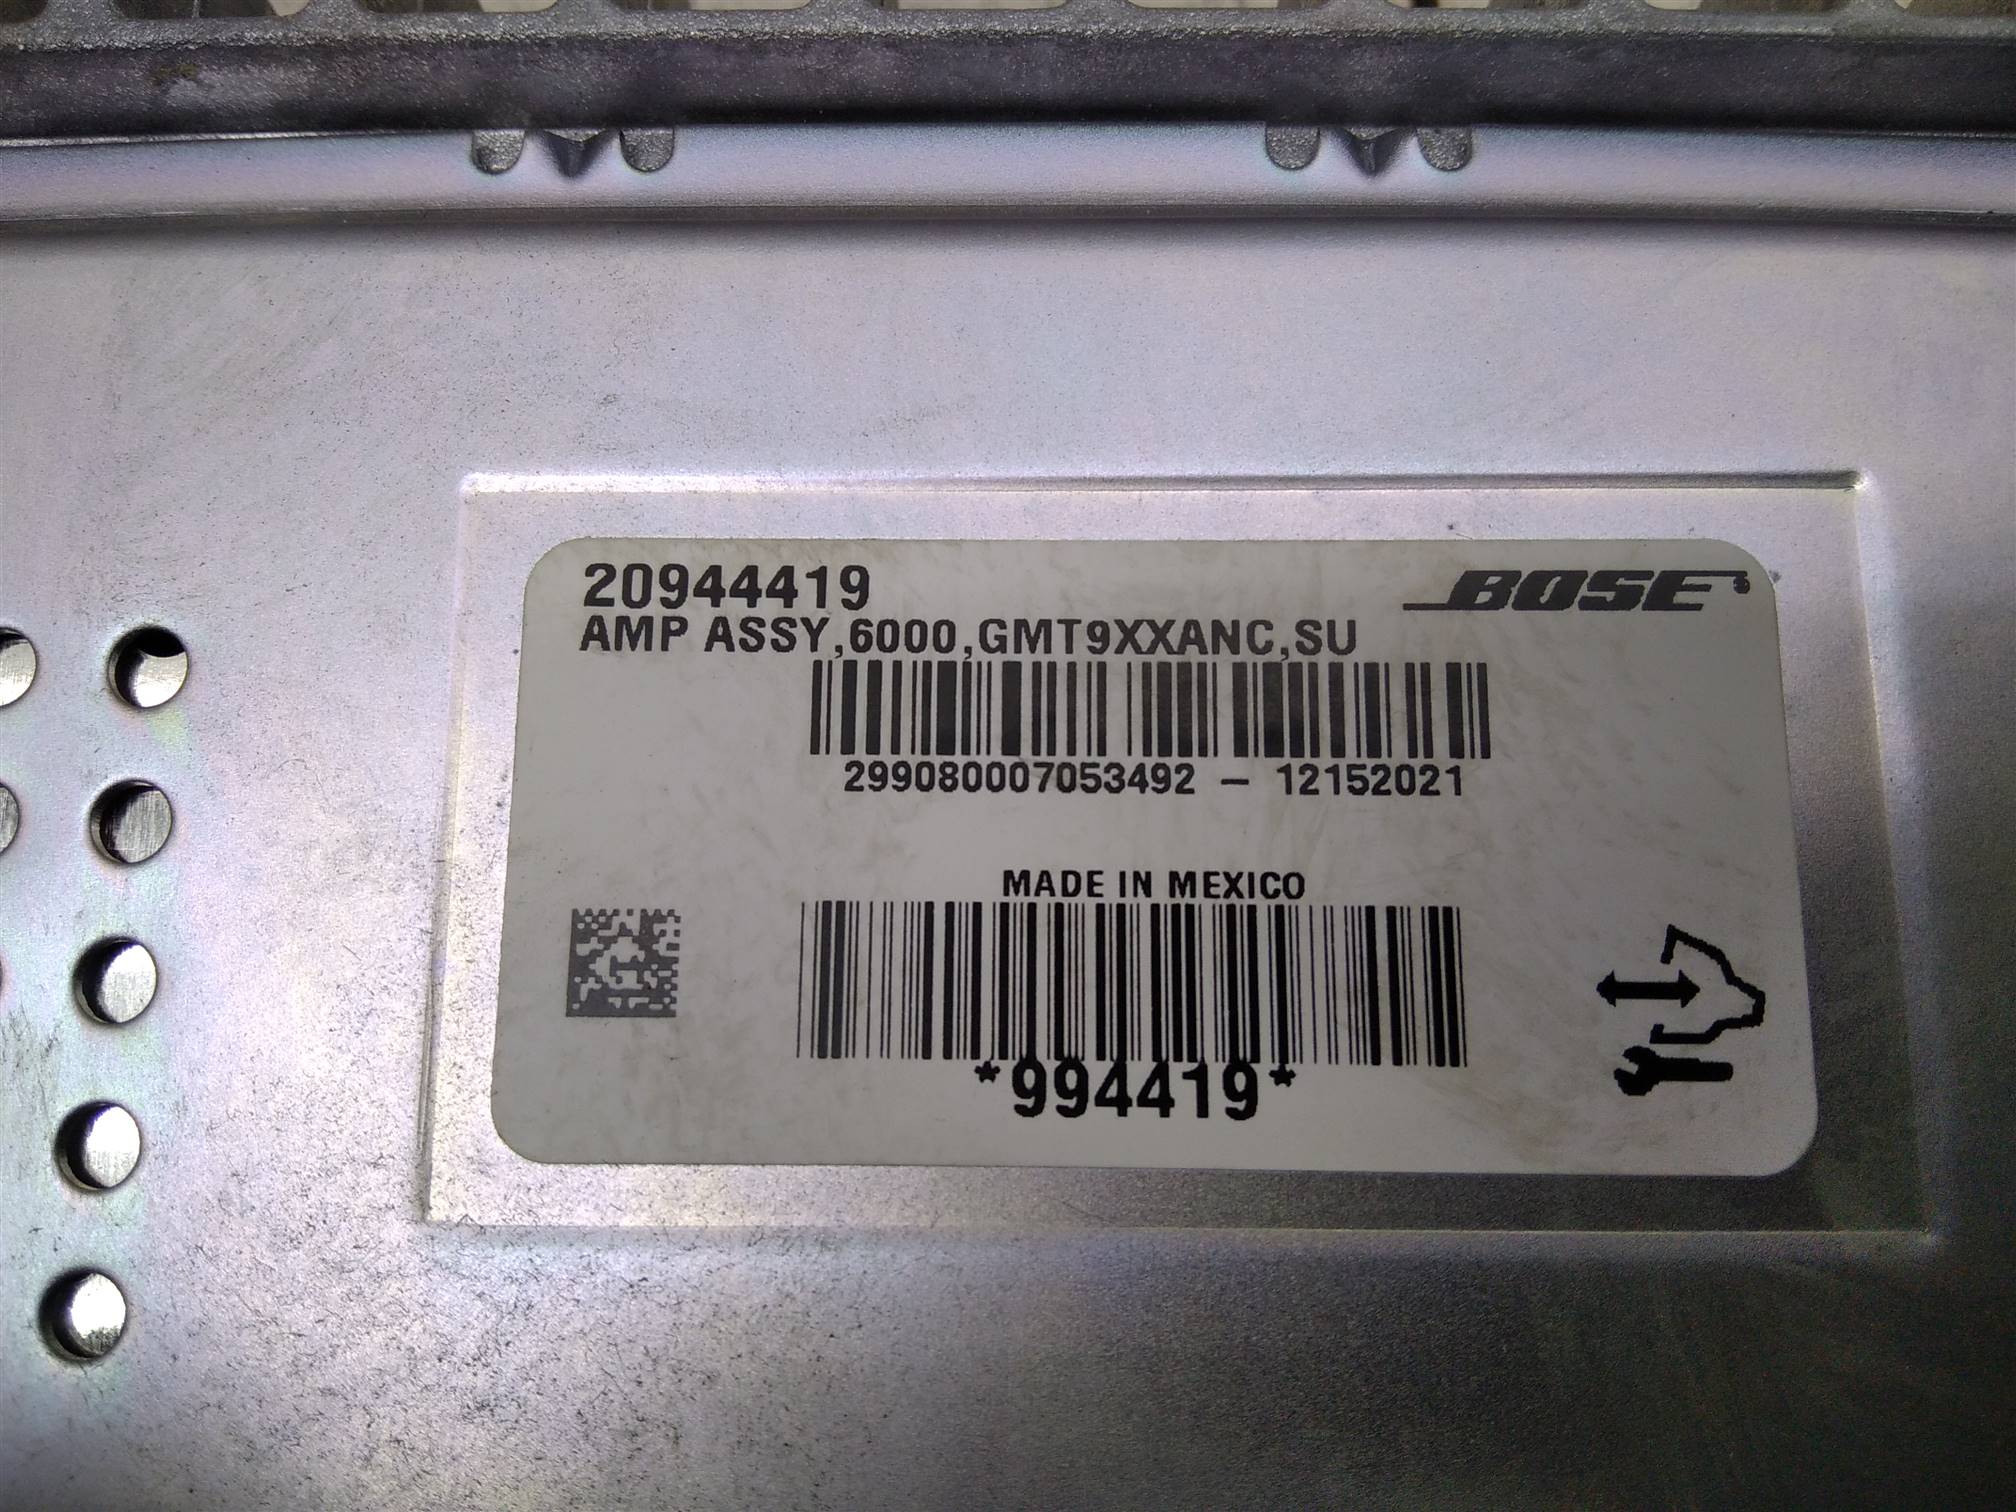 20944419
BOSE
AMP ASSY,6000,GMT9XXANC,SU
299080007053492 – 12152021
MADE IN MEXICO
*994419*